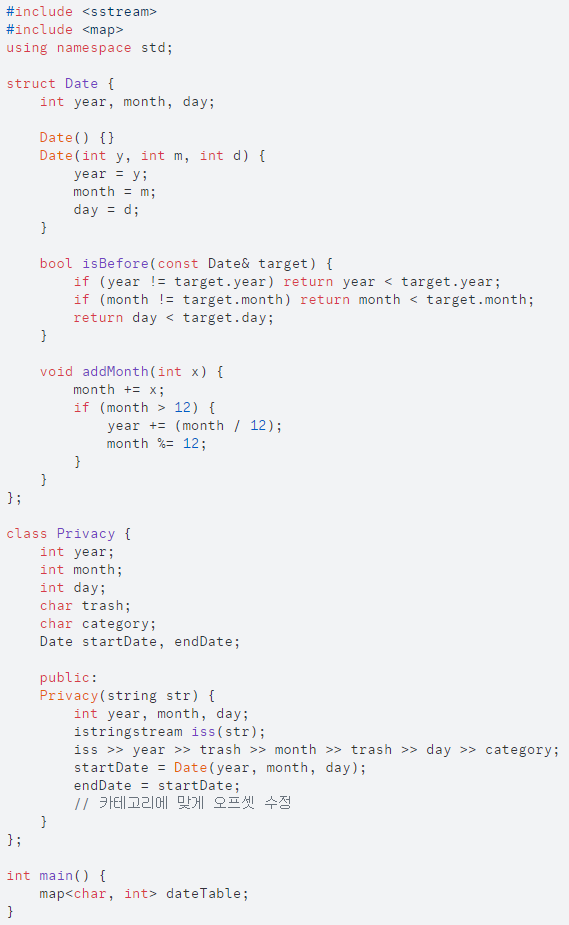 #include <sstream>
#include <map>
using namespace std;

struct Date {
    int year, month, day;

    Date() {}
    Date(int y, int m, int d) {
        year = y;
        month = m;
        day = d;
    }

    bool isBefore(const Date& target) {
        if (year != target.year) return year < target.year;
        if (month != target.month) return month < target.month;
        return day < target.day;
    }

    void addMonth(int x) {
        month += x;
        if (month > 12) {
            year += (month / 12);
            month %= 12;
        }
    }
};

class Privacy {
    int year;
    int month;
    int day;
    char trash;
    char category;
    Date startDate, endDate;

    public:
    Privacy(string str) {
        int year, month, day;
        istringstream iss(str);
        iss >> year >> trash >> month >> trash >> day >> category;
        startDate = Date(year, month, day);
        endDate = startDate;
        // 카테고리에 맞게 오프셋 수정
    }
};

int main() {
    map<char, int> dateTable;
}